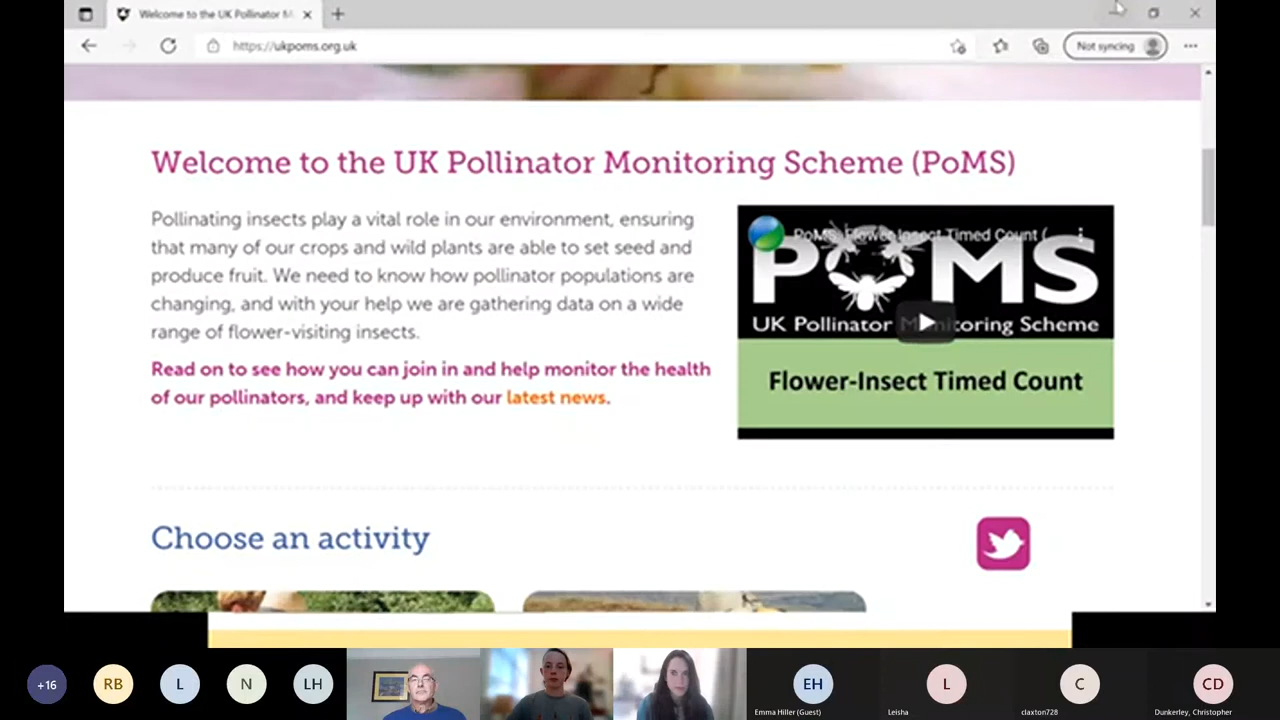 Welcome to the UK Pollinator M
https://ukpoms.org.uk
Not syncing
Welcome to the UK Pollinator Monitoring Scheme (PoMS)
Pollinating insects play a vital role in our environment, ensuring
that many of our crops and wild plants are able to set seed and
produce fruit. We need to know how pollinator populations are
changing, and with your help we are gathering data on a wide
range of flower-visiting insects.
Read on to see how you can join in and help monitor the health
of our pollinators, and keep up with our latest news.
PoMS: Flower-Insect Timed Count (
POMS
UK Pollinator Monitoring Scheme
Flower-Insect Timed Count
Choose an activity
+16
RB
L
N
LH
EH
Emma Hiller (Guest)
L
Leisha
C
claxton728
CD
Dunkerley, Christopher